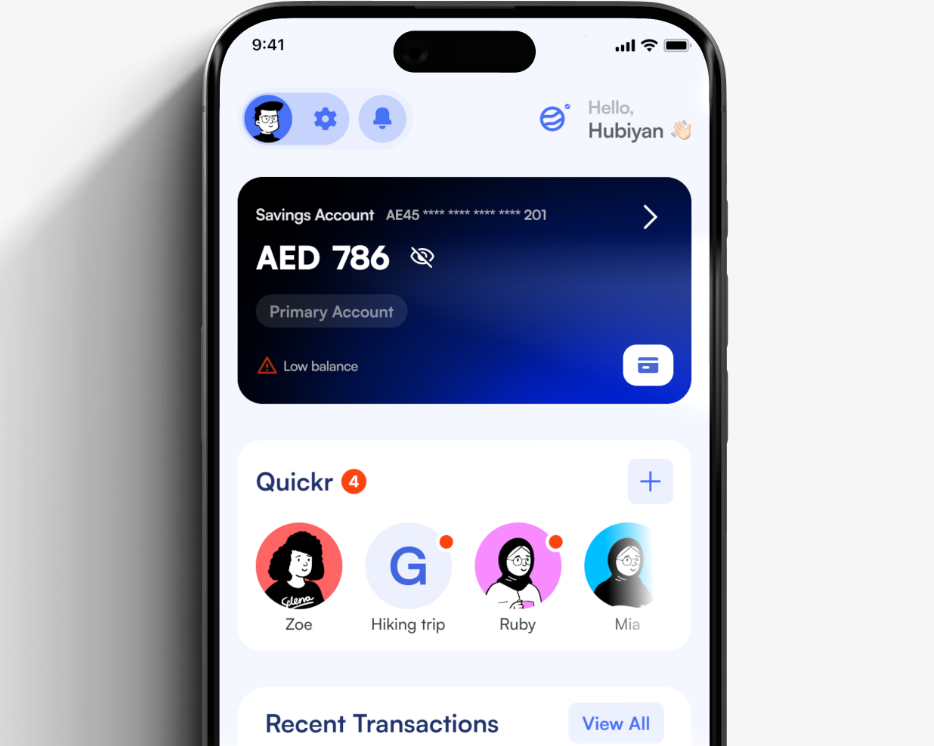 9:41
Hello,
Hubiyan 👋🏻
Savings Account AE45 **** **** **** **** 201
AED 786
Primary Account
Low balance
Quickr 4
Selena
G
Zoe
Hiking trip
Ruby
Mia
Recent Transactions
View All